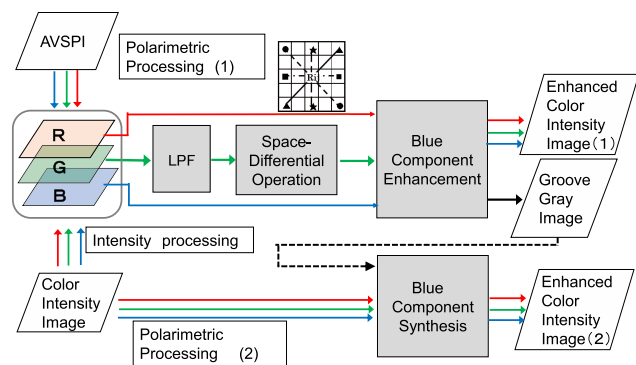 AVSPI
Polarimetric
Processing (1)
Ri
R
G
B
LPF
Space-
Differential
Operation
Blue
Component
Enhancement
Enhanced
Color
Intensity
Image(1)
Groove
Gray
Image
Intensity processing
Color
Intensity
Image
Polarimetric
Processing (2)
Blue
Component
Synthesis
Enhanced
Color
Intensity
Image(2)